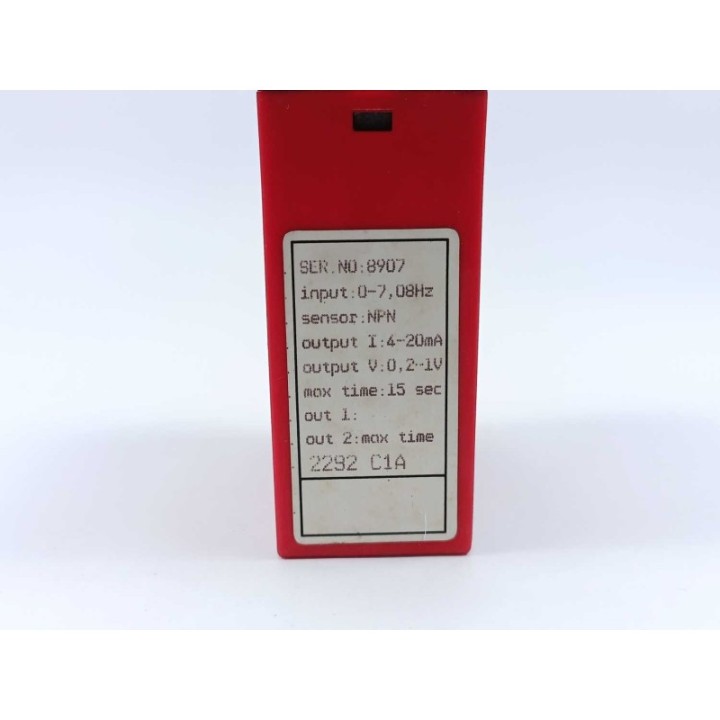 SER.NO:8907
input:0-7,08Hz
sensor:NPN
output I:4-20mA
output V:0,2-1V
max time:15 sec
out 1:
out 2:max time
2292 C1A